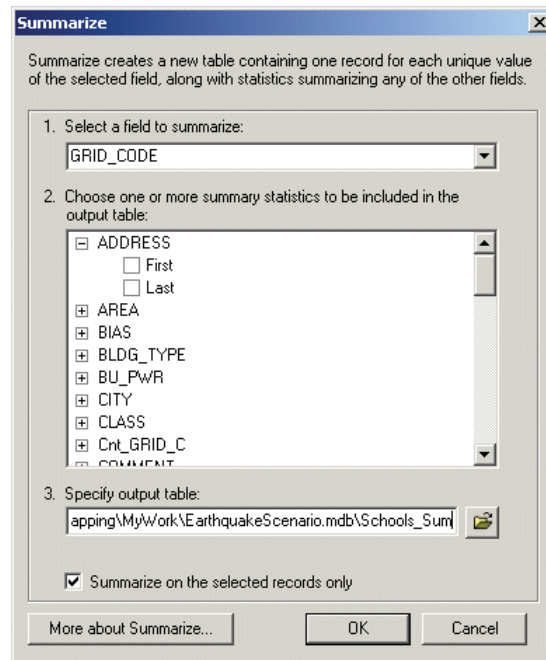 Summarize
Summarize creates a new table containing one record for each unique value
of the selected field, along with statistics summarizing any of the other fields.
1. Select a field to summarize:
GRID_CODE
2. Choose one or more summary statistics to be included in the
output table:
ADDRESS
First
Last
AREA
BIAS
BLDG_TYPE
BU_PWR
CITY
CLASS
Cnt_GRID_C
COMMENT
3. Specify output table:
apping\MyWork\EarthquakeScenario.mdb\Schools_Sum
Summarize on the selected records only
More about Summarize... OK Cancel